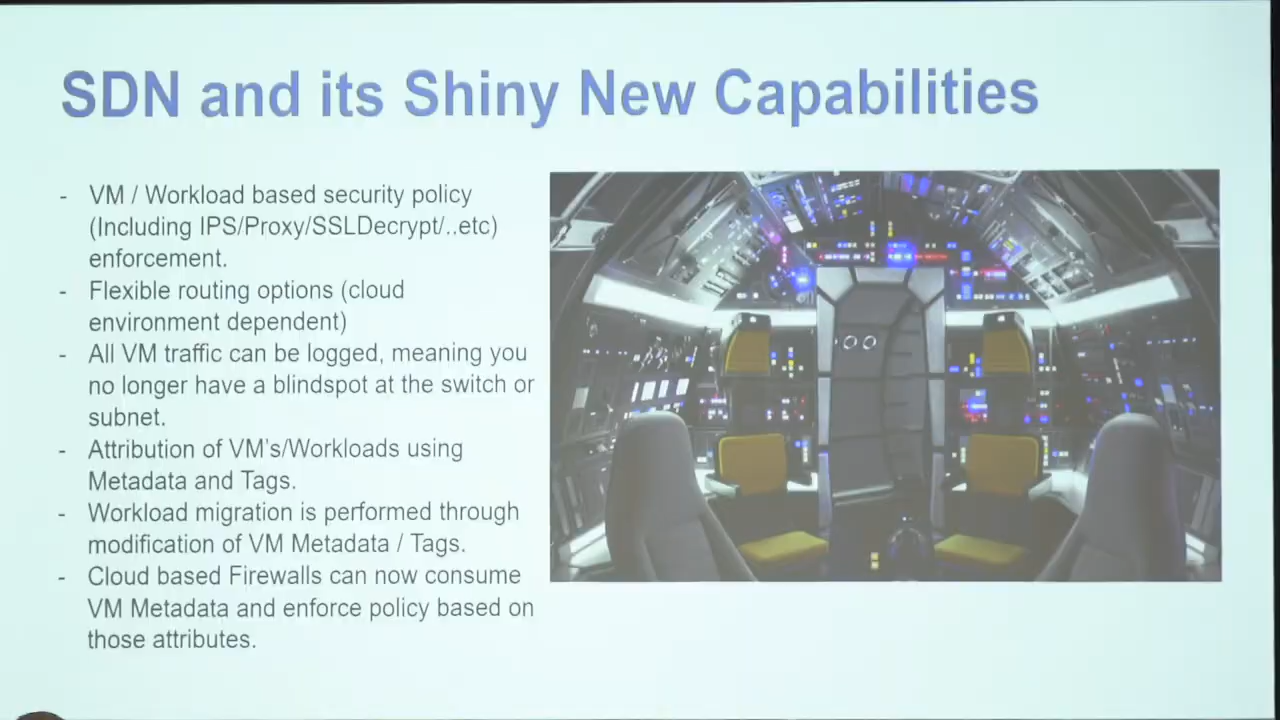 SDN and its Shiny New Capabilities
- VM / Workload based security policy
(Including IPS/Proxy/SSLDecrypt/..etc)
enforcement.
- Flexible routing options (cloud
environment dependent)
- All VM traffic can be logged, meaning you
no longer have a blindspot at the switch or
subnet.
- Attribution of VM's/Workloads using
Metadata and Tags.
- Workload migration is performed through
modification of VM Metadata / Tags.
- Cloud based Firewalls can now consume
VM Metadata and enforce policy based on
those attributes.